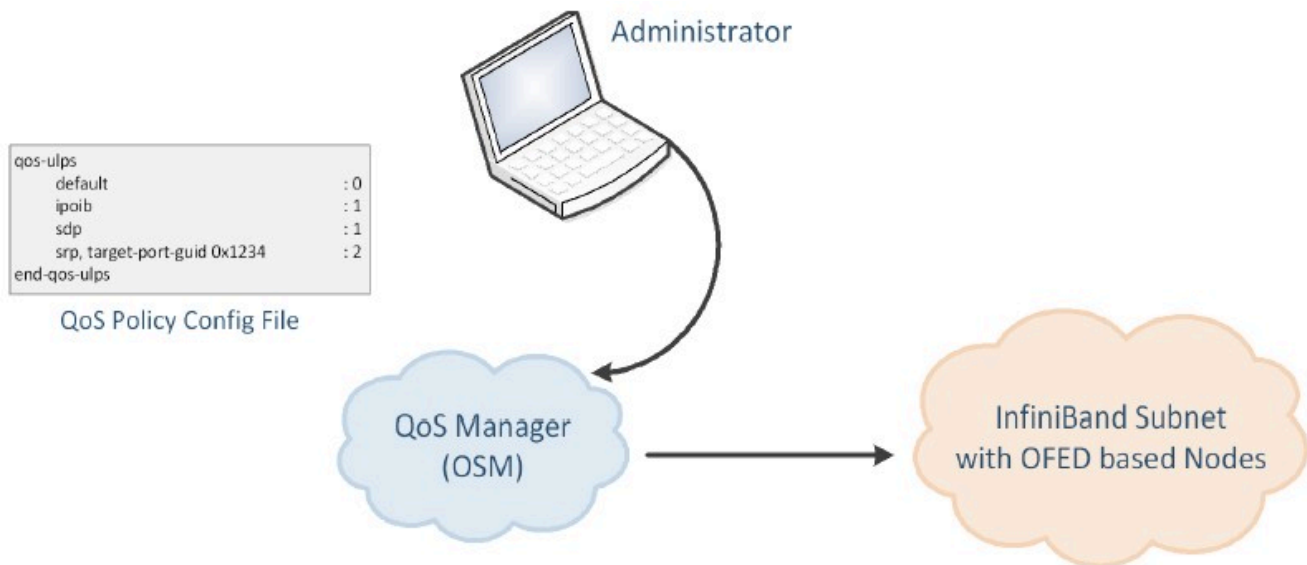 Administrator
qos-ulps
default : 0
ipoib : 1
sdp : 1
srp, target-port-guid 0x1234 : 2
end-qos-ulps
QoS Policy Config File
QoS Manager
(OSM)
InfiniBand Subnet
with OFED based Nodes